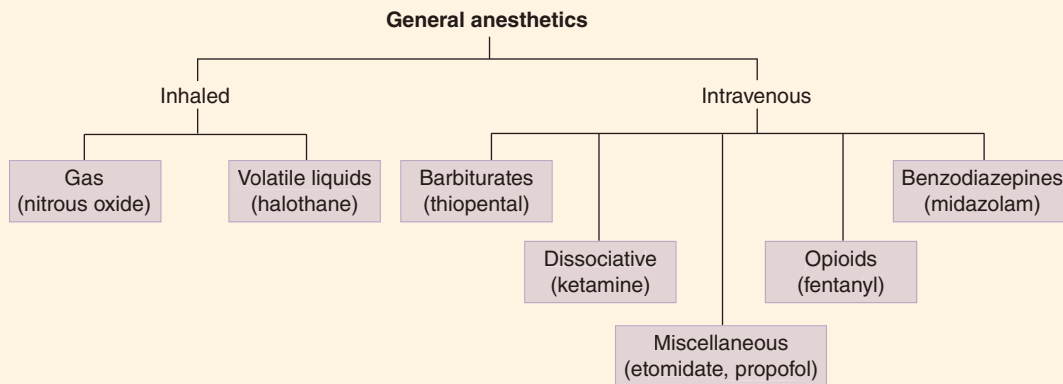 General anesthetics
Inhaled
Intravenous
Gas
(nitrous oxide)
Volatile liquids
(halothane)
Barbiturates
(thiopental)
Benzodiazepines
(midazolam)
Dissociative
(ketamine)
Opioids
(fentanyl)
Miscellaneous
(etomidate, propofol)